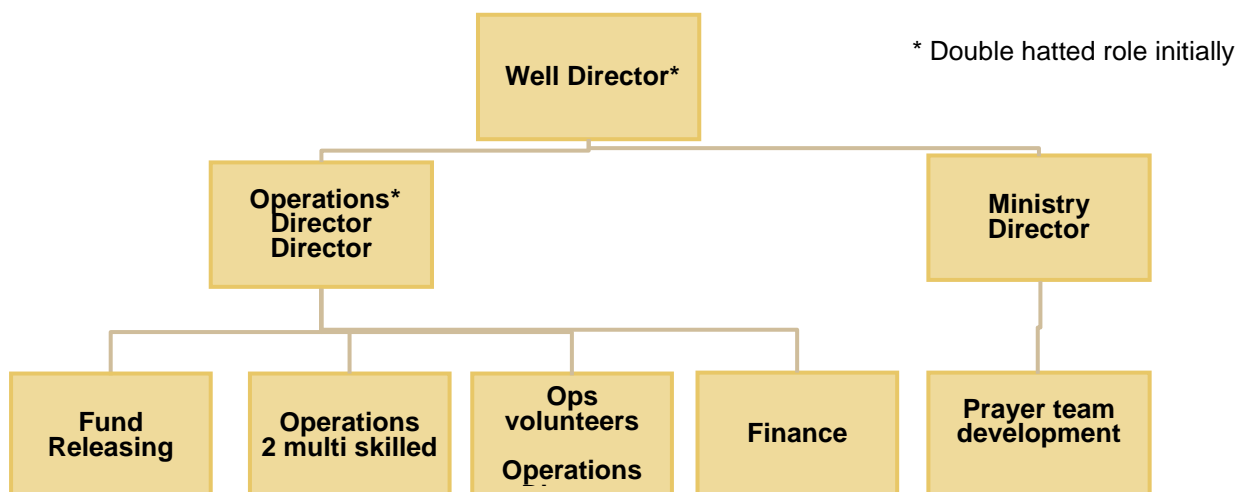 Well Director*
* Double hatted role initially
Operations*
Director
Director
Ministry
Director
Fund
Releasing
Operations
2 multi skilled
Ops
volunteers
Operations
Finance
Prayer team
development